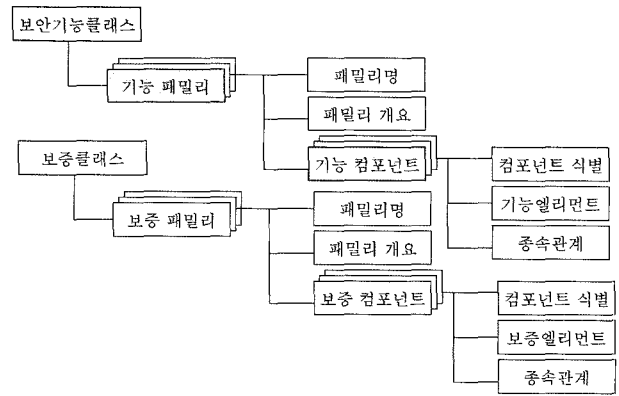 보안기능클래스
기능 패밀리
패밀리명
패밀리 개요
기능 컴포넌트
컴포넌트 식별
기능엘리먼트
종속관계
보증클래스
보증 패밀리
패밀리명
패밀리 개요
보증 컴포넌트
컴포넌트 식별
보증엘리먼트
종속관계